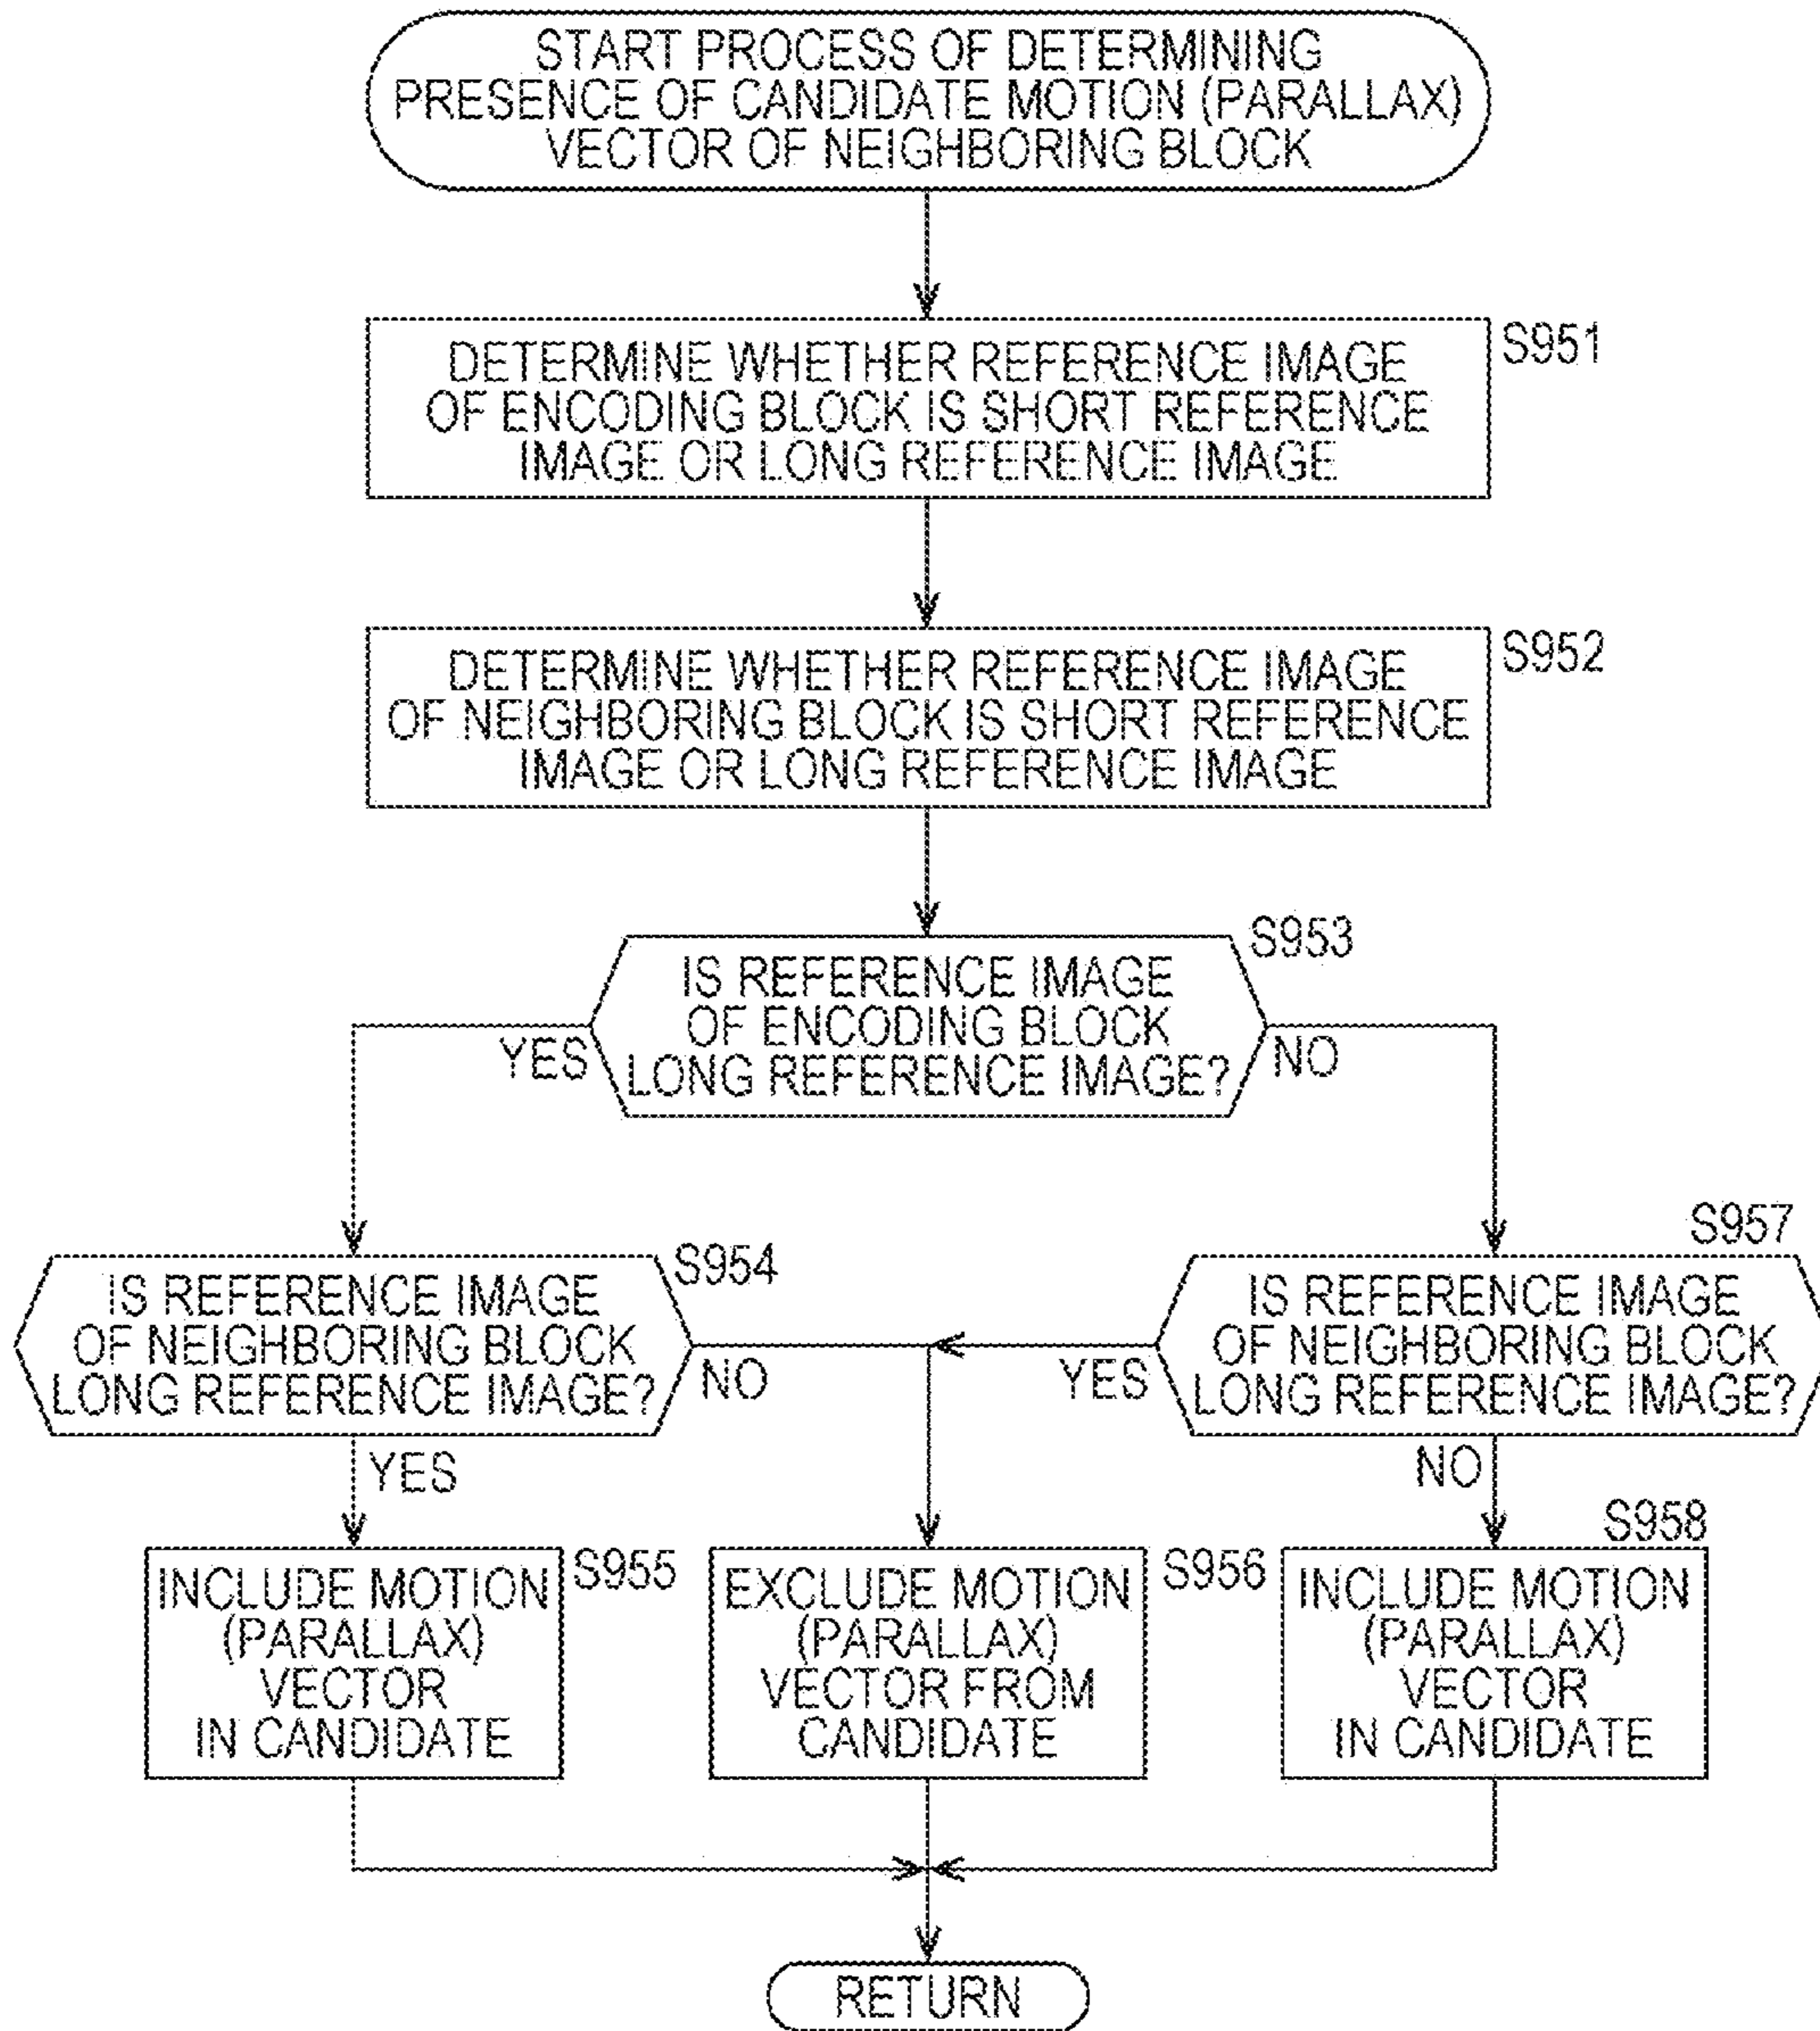 START PROCESS OF DETERMINING
PRESENCE OF CANDIDATE MOTION (PARALLAX)
VECTOR OF NEIGHBORING BLOCK
S951
DETERMINE WHETHER REFERENCE IMAGE
OF ENCODING BLOCK IS SHORT REFERENCE
IMAGE OR LONG REFERENCE IMAGE
S952
DETERMINE WHETHER REFERENCE IMAGE
OF NEIGHBORING BLOCK IS SHORT REFERENCE
IMAGE OR LONG REFERENCE IMAGE
S953
IS REFERENCE IMAGE
OF ENCODING BLOCK
LONG REFERENCE IMAGE?
YES
NO
S954
IS REFERENCE IMAGE
OF NEIGHBORING BLOCK
LONG REFERENCE IMAGE?
NO
YES
S957
IS REFERENCE IMAGE
OF NEIGHBORING BLOCK
LONG REFERENCE IMAGE?
YES
NO
S955
INCLUDE MOTION
(PARALLAX)
VECTOR
IN CANDIDATE
S956
EXCLUDE MOTION
(PARALLAX)
VECTOR FROM
CANDIDATE
S958
INCLUDE MOTION
(PARALLAX)
VECTOR
IN CANDIDATE
RETURN